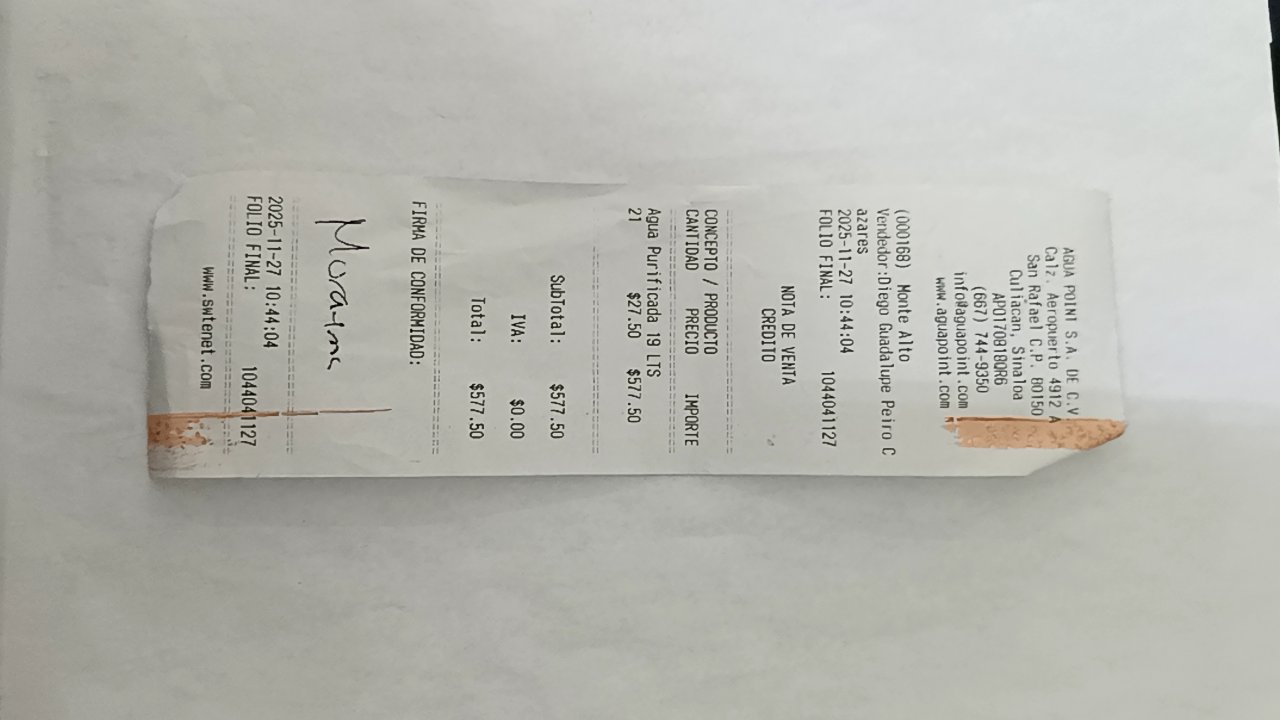 AGUA POINT S.A. DE C.V
Calz. Aeropuerto 4912 A
San Rafael C.P. 80150
Culiacan, Sinaloa
APO170818QR6
(667) 744-9350
info@aguapoint.com
www.aguapoint.com
(000168) Monte Alto
Vendedor:Diego Guadalupe Peiro C
azares
2025-11-27 10:44:04
FOLIO FINAL: 1044041127
NOTA DE VENTA
CREDITO
CONCEPTO / PRODUCTO
CANTIDAD PRECIO IMPORTE
Agua Purificada 19 LTS
21 $27.50 $577.50
SubTotal: $577.50
IVA: $0.00
Total: $577.50
FIRMA DE CONFORMIDAD:
2025-11-27 10:44:04
FOLIO FINAL: 1044041127
www.swtenet.com